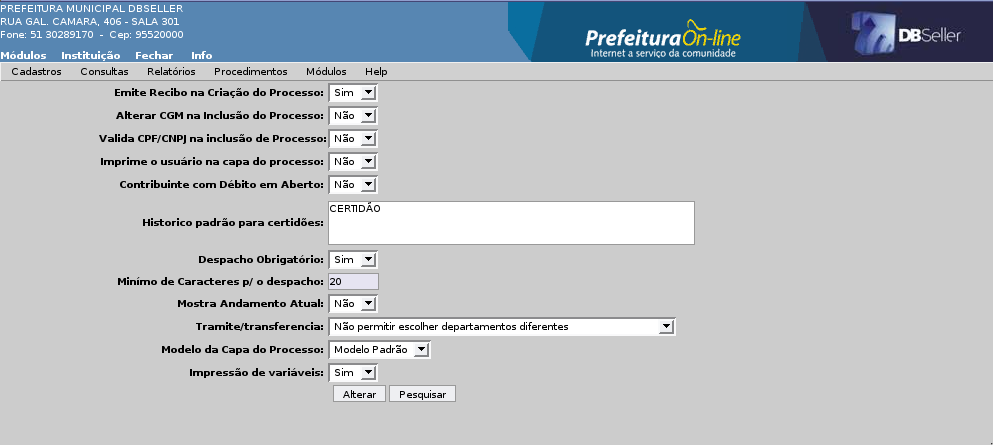 PREFEITURA MUNICIPAL DBSELLER
RUA GAL. CAMARA, 406 - SALA 301
Fone: 51 30289170 - Cep: 95520000
Módulos Instituição Fechar Info
Prefeitura On-line
Internet a serviço da comunidade
DBSeller
Cadastros Consultas Relatórios Procedimentos Módulos Help
Emite Recibo na Criação do Processo: Sim
Alterar CGM na Inclusão do Processo: Não
Valida CPF/CNPJ na inclusão de Processo: Não
Imprime o usuário na capa do processo: Não
Contribuinte com Débito em Aberto: Não
Historico padrão para certidões: CERTIDÃO
Despacho Obrigatório: Sim
Minímo de Caracteres p/ o despacho: 20
Mostra Andamento Atual: Não
Tramite/transferencia: Não permitir escolher departamentos diferentes
Modelo da Capa do Processo: Modelo Padrão
Impressão de variáveis: Sim
Alterar Pesquisar